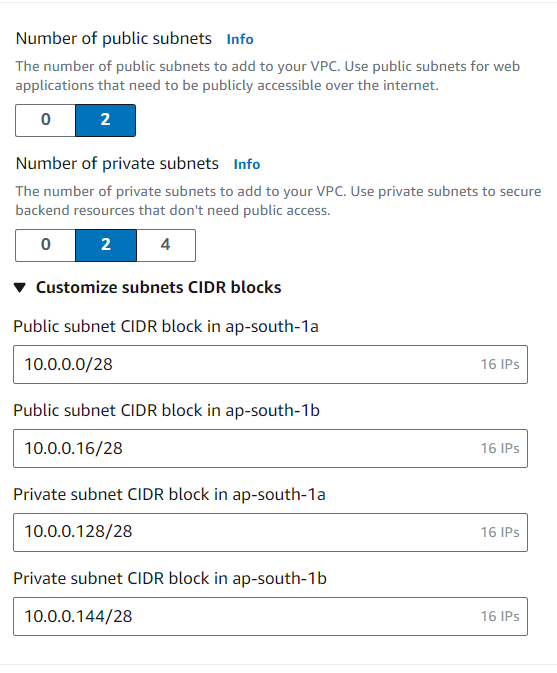 Number of public subnets Info
The number of public subnets to add to your VPC. Use public subnets for web
applications that need to be publicly accessible over the internet.
0 2
Number of private subnets Info
The number of private subnets to add to your VPC. Use private subnets to secure
backend resources that don't need public access.
0 2 4
Customize subnets CIDR blocks
Public subnet CIDR block in ap-south-1a
10.0.0.0/28 16 IPs
Public subnet CIDR block in ap-south-1b
10.0.0.16/28 16 IPs
Private subnet CIDR block in ap-south-1a
10.0.0.128/28 16 IPs
Private subnet CIDR block in ap-south-1b
10.0.0.144/28 16 IPs